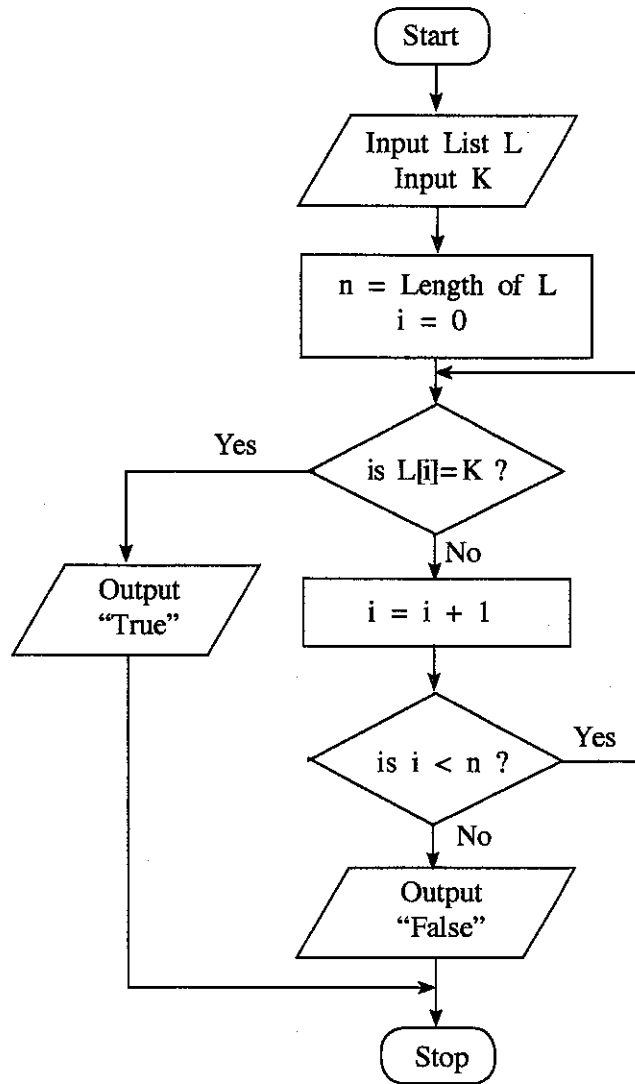 Start
Input List L
Input K
n = Length of L
i = 0
is L[i]=K ?
Yes
No
Output
“True”
i = i + 1
is i < n ?
Yes
No
Output
“False”
Stop